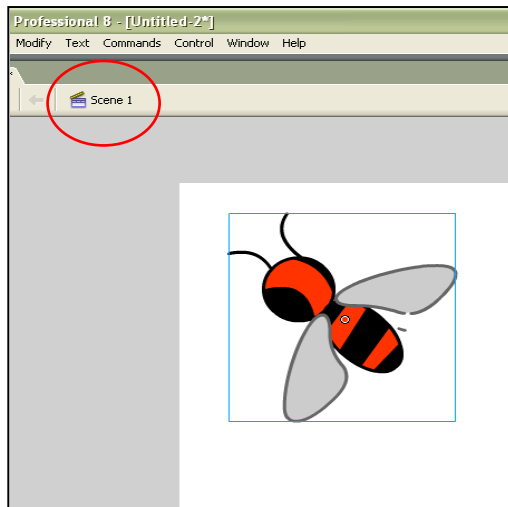 Professional 8 - [Untitled-2*]
Modify Text Commands Control Window Help
Scene 1